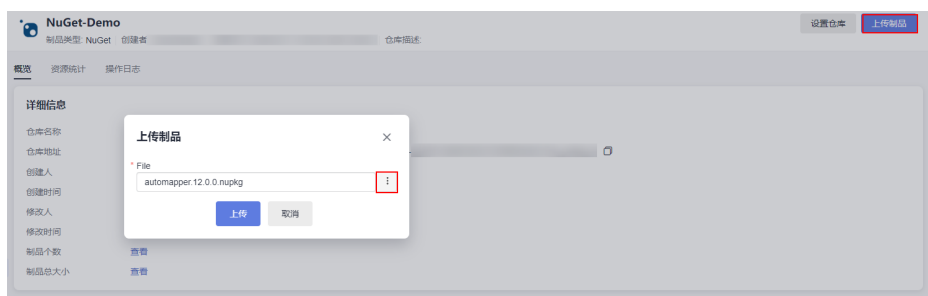 NuGet-Demo
设置仓库
上传制品
制品类型: NuGet 创建者
仓库描述:
概览 资源统计 操作日志
详细信息
仓库名称
仓库地址
创建人
创建时间
修改人
修改时间
制品个数 查看
制品总大小 查看
上传制品
* File
automapper.12.0.0.nupkg
上传 取消